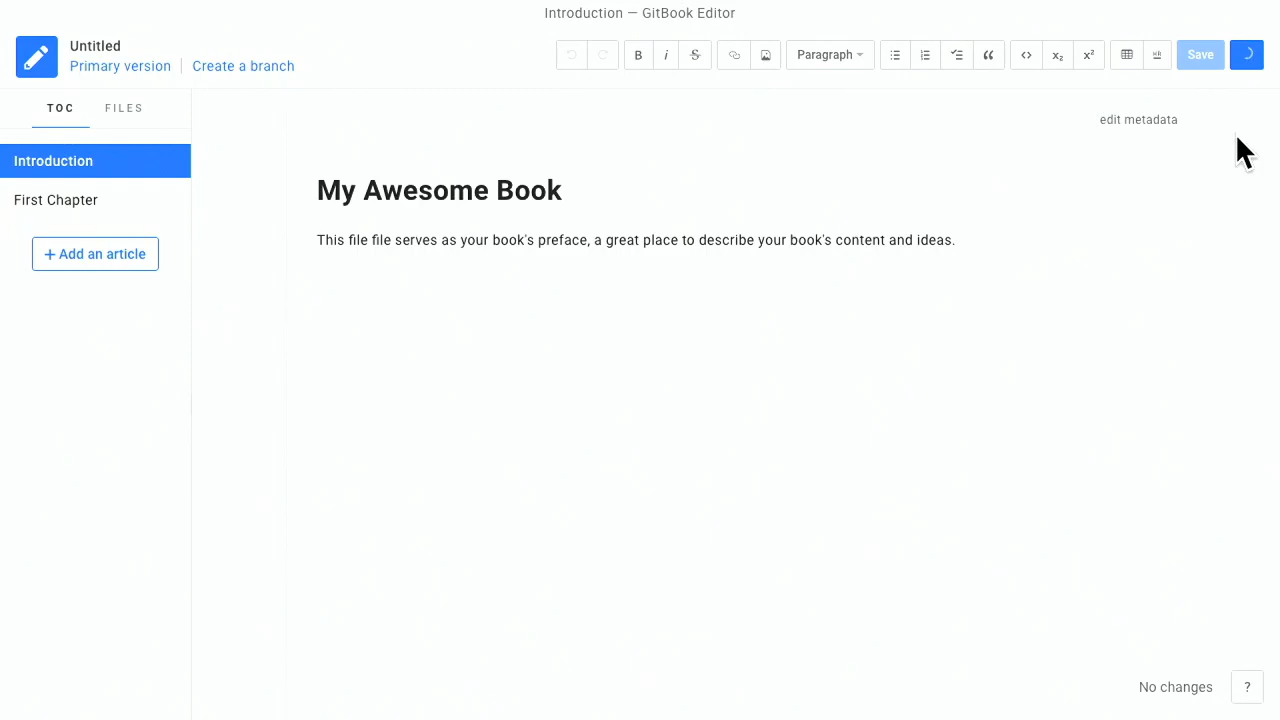 Introduction — GitBook Editor
Untitled
Primary version
Create a branch
B i S
Paragraph
x₂ x²
Save
TOC FILES
edit metadata
Introduction
My Awesome Book
First Chapter
This file file serves as your book's preface, a great place to describe your book's content and ideas.
+ Add an article
No changes ?